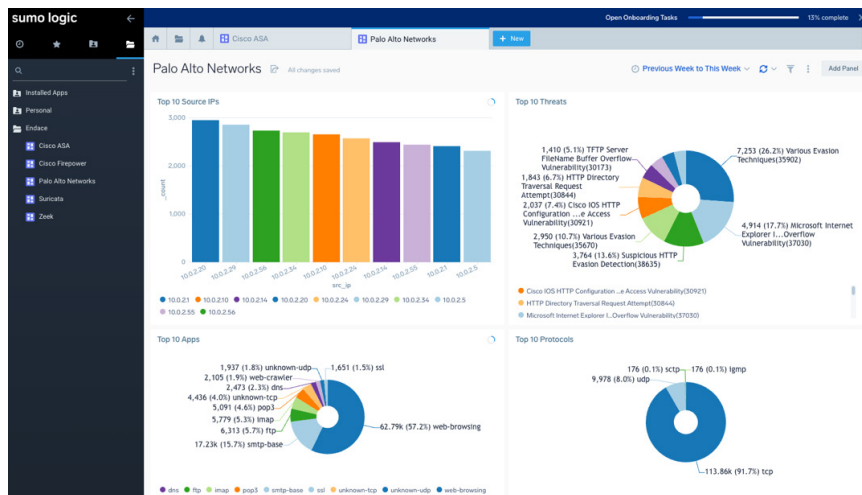 sumo logic
Open Onboarding Tasks
13% complete
Cisco ASA
Palo Alto Networks
+ New
Palo Alto Networks
All changes saved
Previous Week to This Week
Add Panel
Installed Apps
Personal
Endace
Cisco ASA
Cisco Firepower
Palo Alto Networks
Suricata
Zeek
Top 10 Source IPs
3,000
2,000
1,000
0
_count
10.0.2.20
10.0.2.29
10.0.2.56
10.0.2.34
10.0.2.10
10.0.2.24
10.0.2.14
10.0.2.55
10.0.2.1
10.0.2.5
src_ip
10.0.2.1 10.0.2.10 10.0.2.14 10.0.2.20 10.0.2.24 10.0.2.29 10.0.2.34 10.0.2.5
10.0.2.55 10.0.2.56
Top 10 Threats
1,410 (5.1%) TFTP Server
FileName Buffer Overflow
Vulnerability(30173)
1,843 (6.7%) HTTP Directory
Traversal Request
Attempt(30844)
2,037 (7.4%) Cisco IOS HTTP
Configuration ...e Access
Vulnerability(30921)
2,950 (10.7%) Various Evasion
Techniques(35670)
3,764 (13.6%) Suspicious HTTP
Evasion Detection(38635)
7,253 (26.2%) Various Evasion
Techniques(35902)
4,914 (17.7%) Microsoft Internet
Explorer I...Overflow
Vulnerability(37030)
Cisco IOS HTTP Configuration ...e Access Vulnerability(30921)
HTTP Directory Traversal Request Attempt(30844)
Microsoft Internet Explorer I...Overflow Vulnerability(37030)
Top 10 Apps
1,937 (1.8%) unknown-udp
1,651 (1.5%) ssl
2,105 (1.9%) web-crawler
2,473 (2.3%) dns
4,436 (4.0%) unknown-tcp
5,091 (4.6%) pop3
5,779 (5.3%) imap
6,313 (5.7%) ftp
17.23k (15.7%) smtp-base
62.79k (57.2%) web-browsing
dns ftp imap pop3 smtp-base ssl unknown-tcp unknown-udp web-browsing
Top 10 Protocols
176 (0.1%) sctp
176 (0.1%) igmp
9,978 (8.0%) udp
113.86k (91.7%) tcp